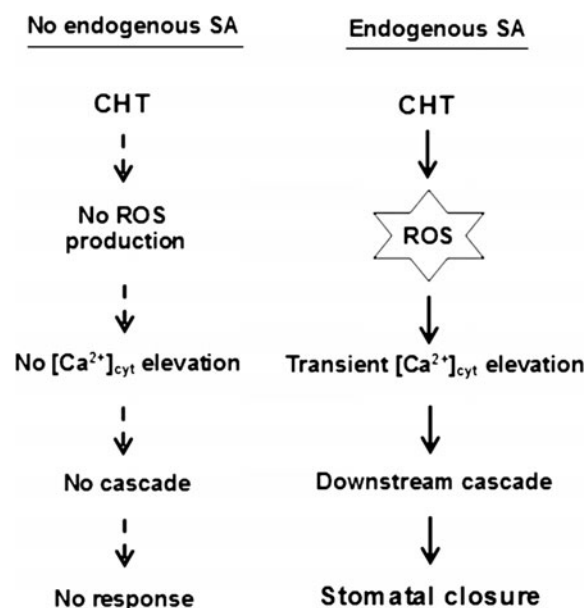 No endogenous SA
CHT
No ROS
production
No [Ca²⁺]cyt elevation
No cascade
No response
Endogenous SA
CHT
ROS
Transient [Ca²⁺]cyt elevation
Downstream cascade
Stomatal closure